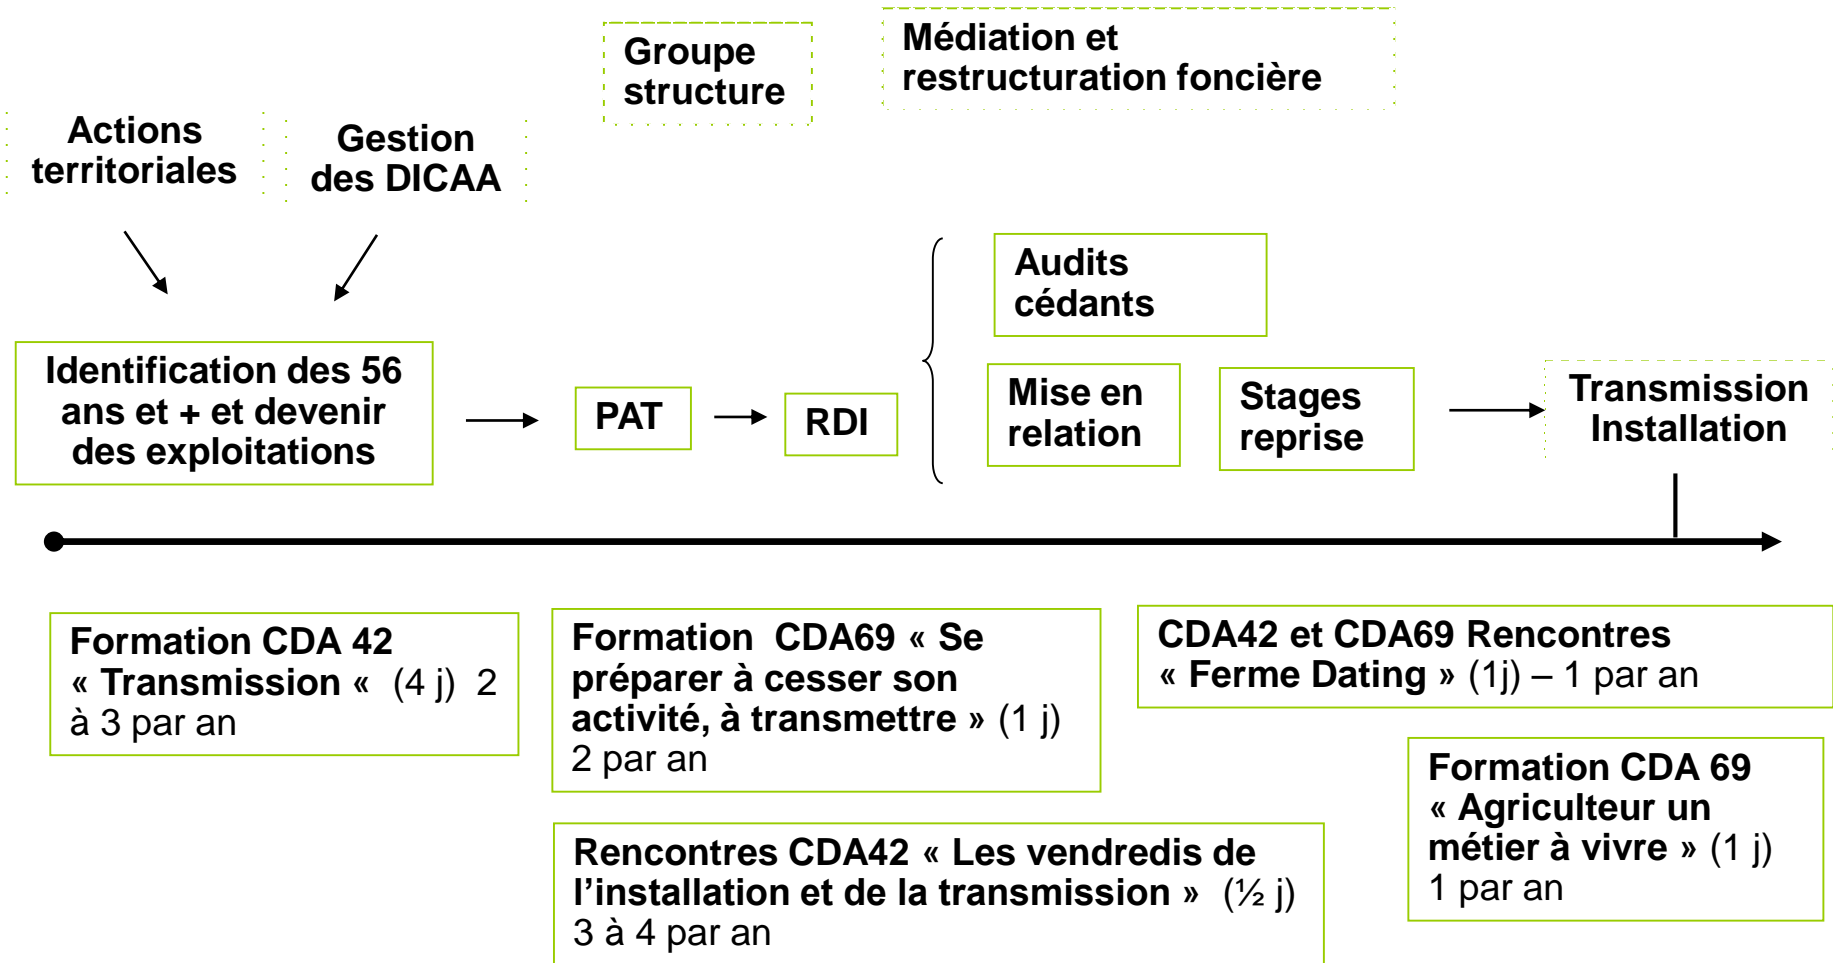 Groupe
structure
Médiation et
restructuration foncière
Actions
territoriales
Gestion
des DICAA
Audits
cédants
Identification des 56
ans et + et devenir
des exploitations
PAT
RDI
Mise en
relation
Stages
reprise
Transmission
Installation
Formation CDA 42
« Transmission « (4 j) 2
à 3 par an
Formation CDA69 « Se
préparer à cesser son
activité, à transmettre » (1 j)
2 par an
CDA42 et CDA69 Rencontres
« Ferme Dating » (1j) – 1 par an
Formation CDA 69
« Agriculteur un
métier à vivre » (1 j)
1 par an
Rencontres CDA42 « Les vendredis de
l’installation et de la transmission » (½ j)
3 à 4 par an